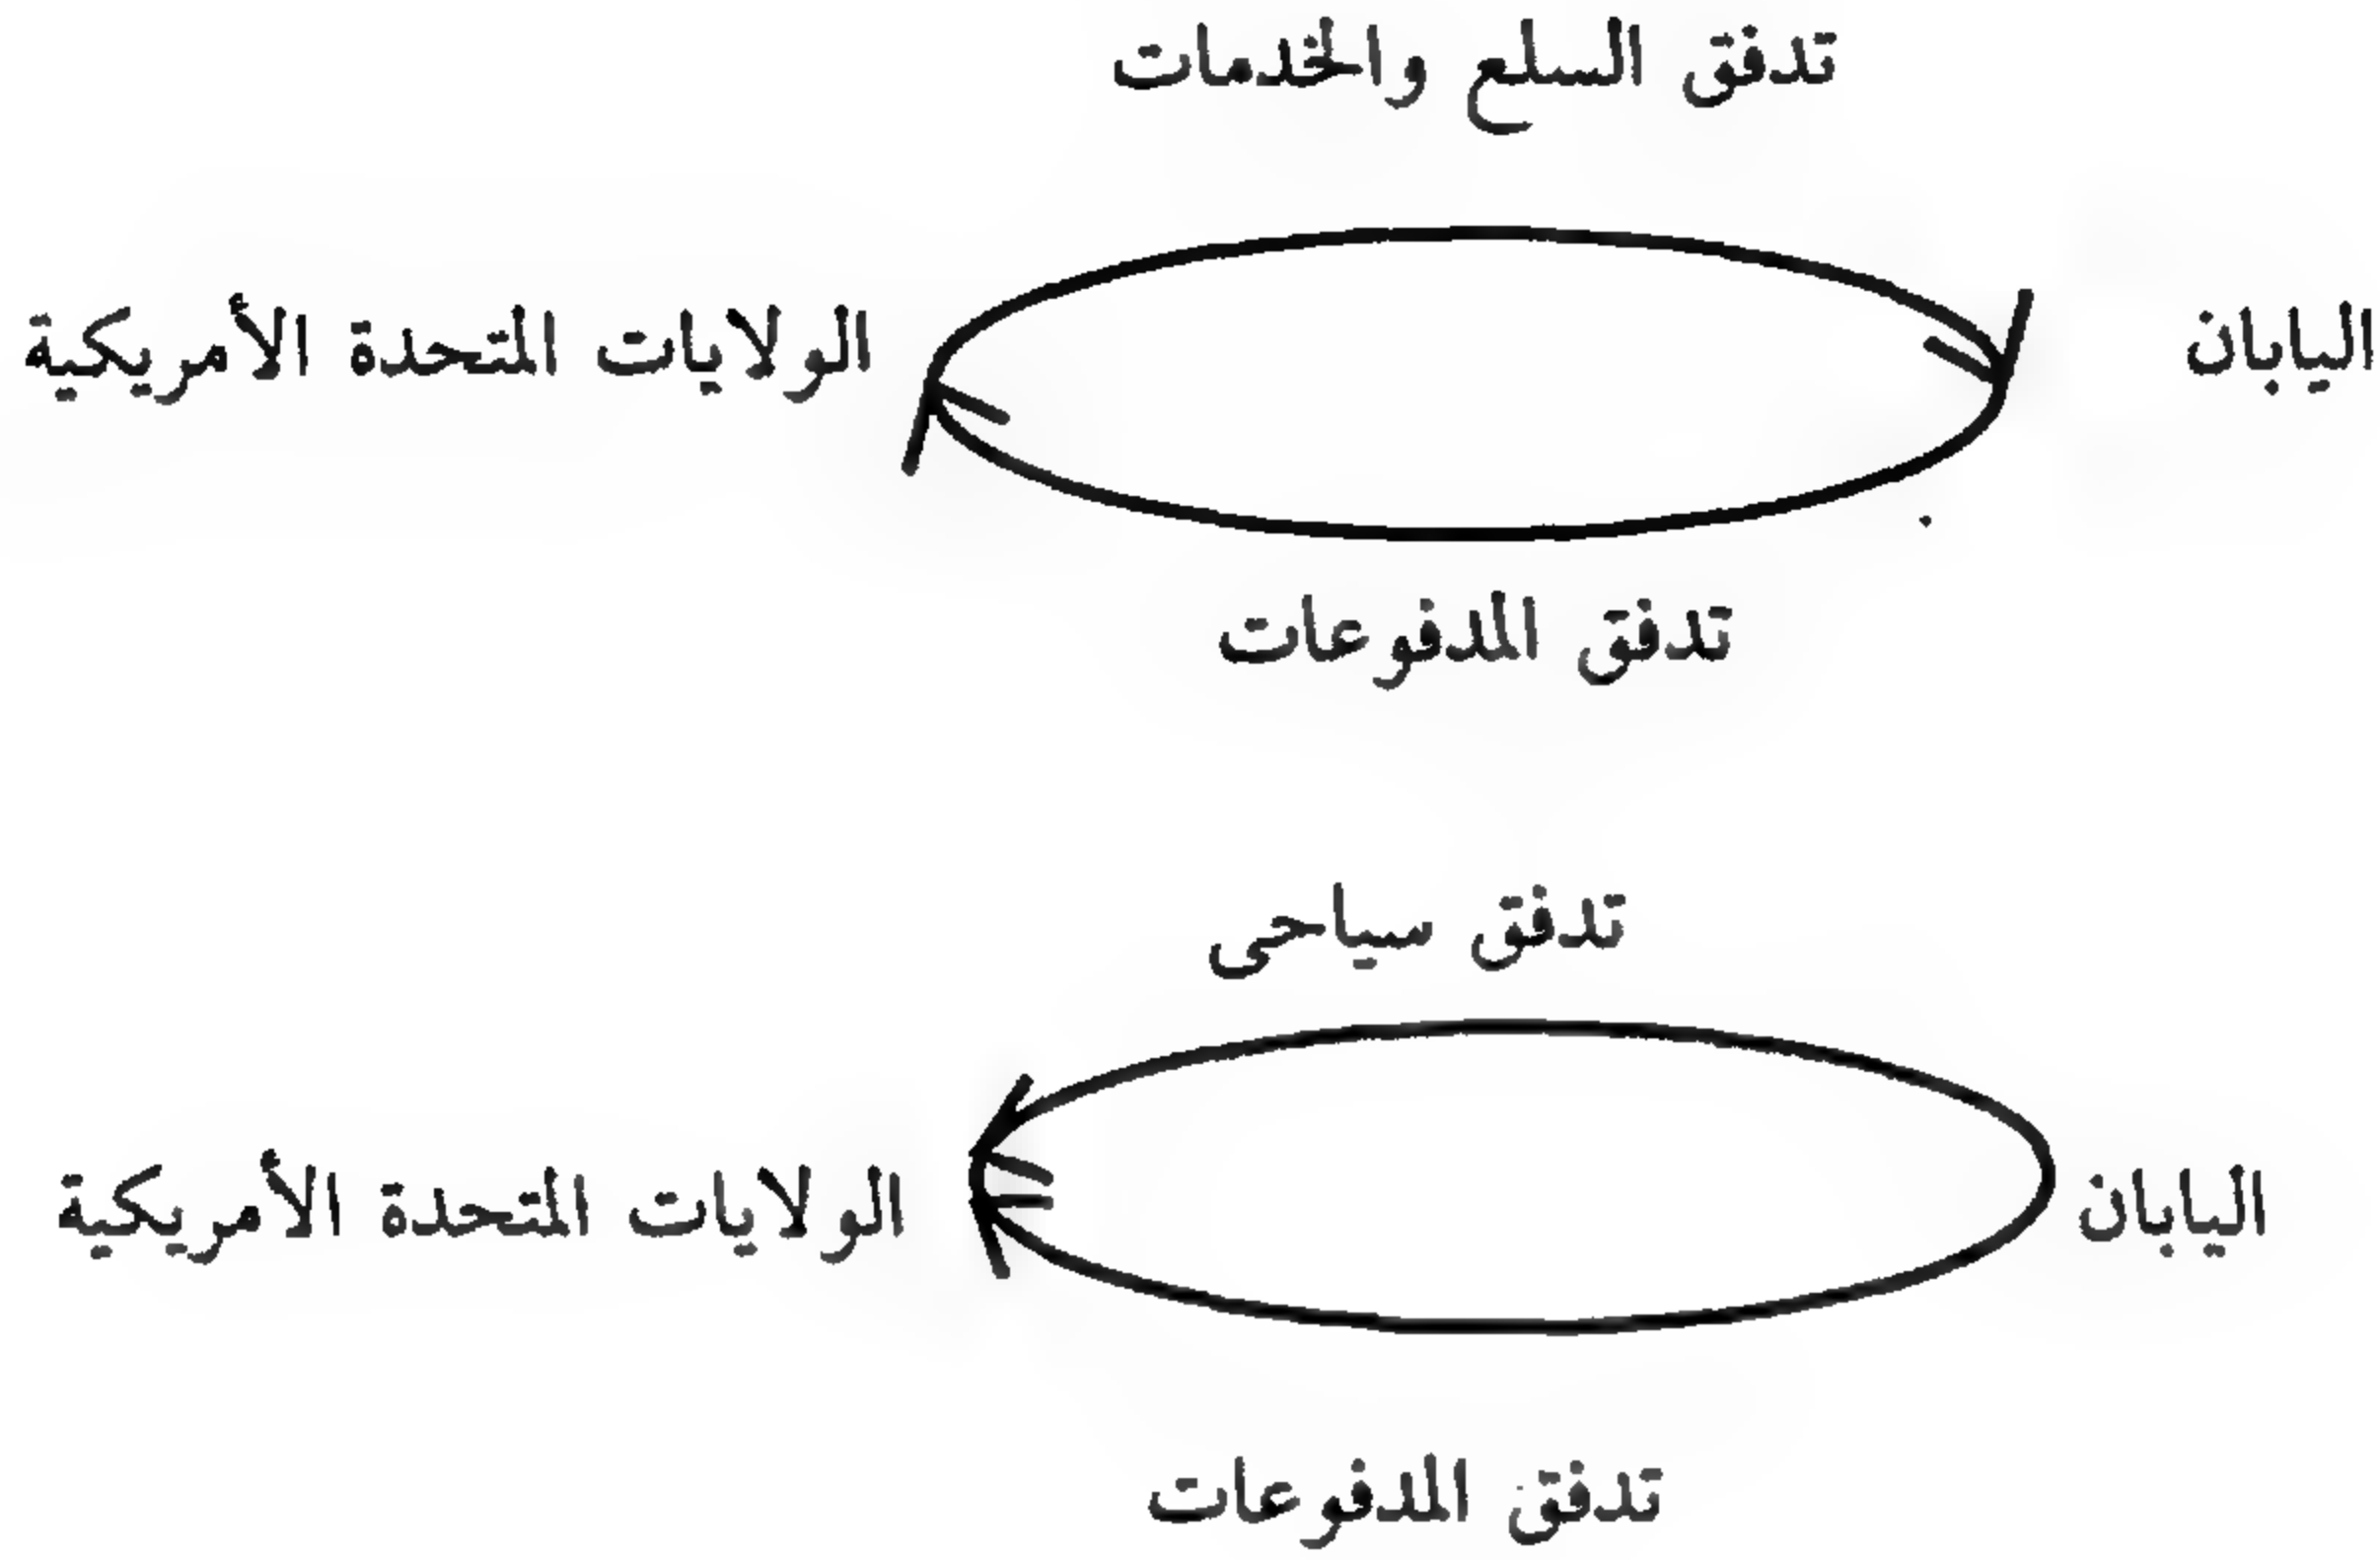 تدفق السلع والخدمات
اليابان
الولايات المتحدة الأمريكية
تدفق المدفوعات
تدفق سياحى
اليابان
الولايات المتحدة الأمريكية
تدفق المدفوعات